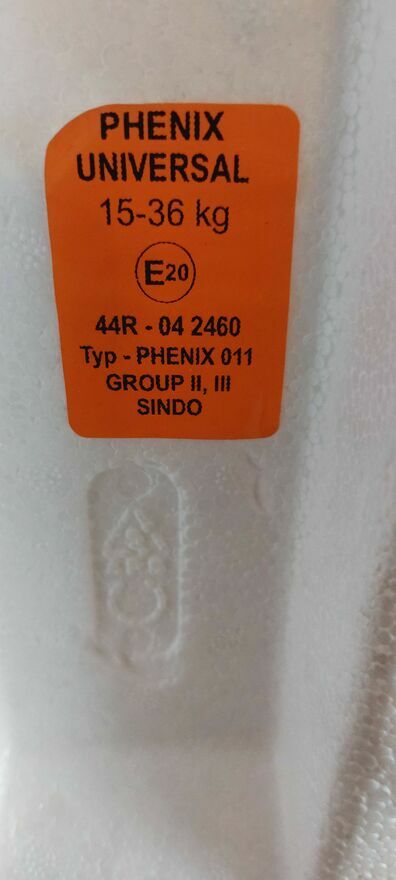 PHENIX
UNIVERSAL
15-36 kg
E20
44R - 04 2460
Typ - PHENIX 011
GROUP II, III
SINDO